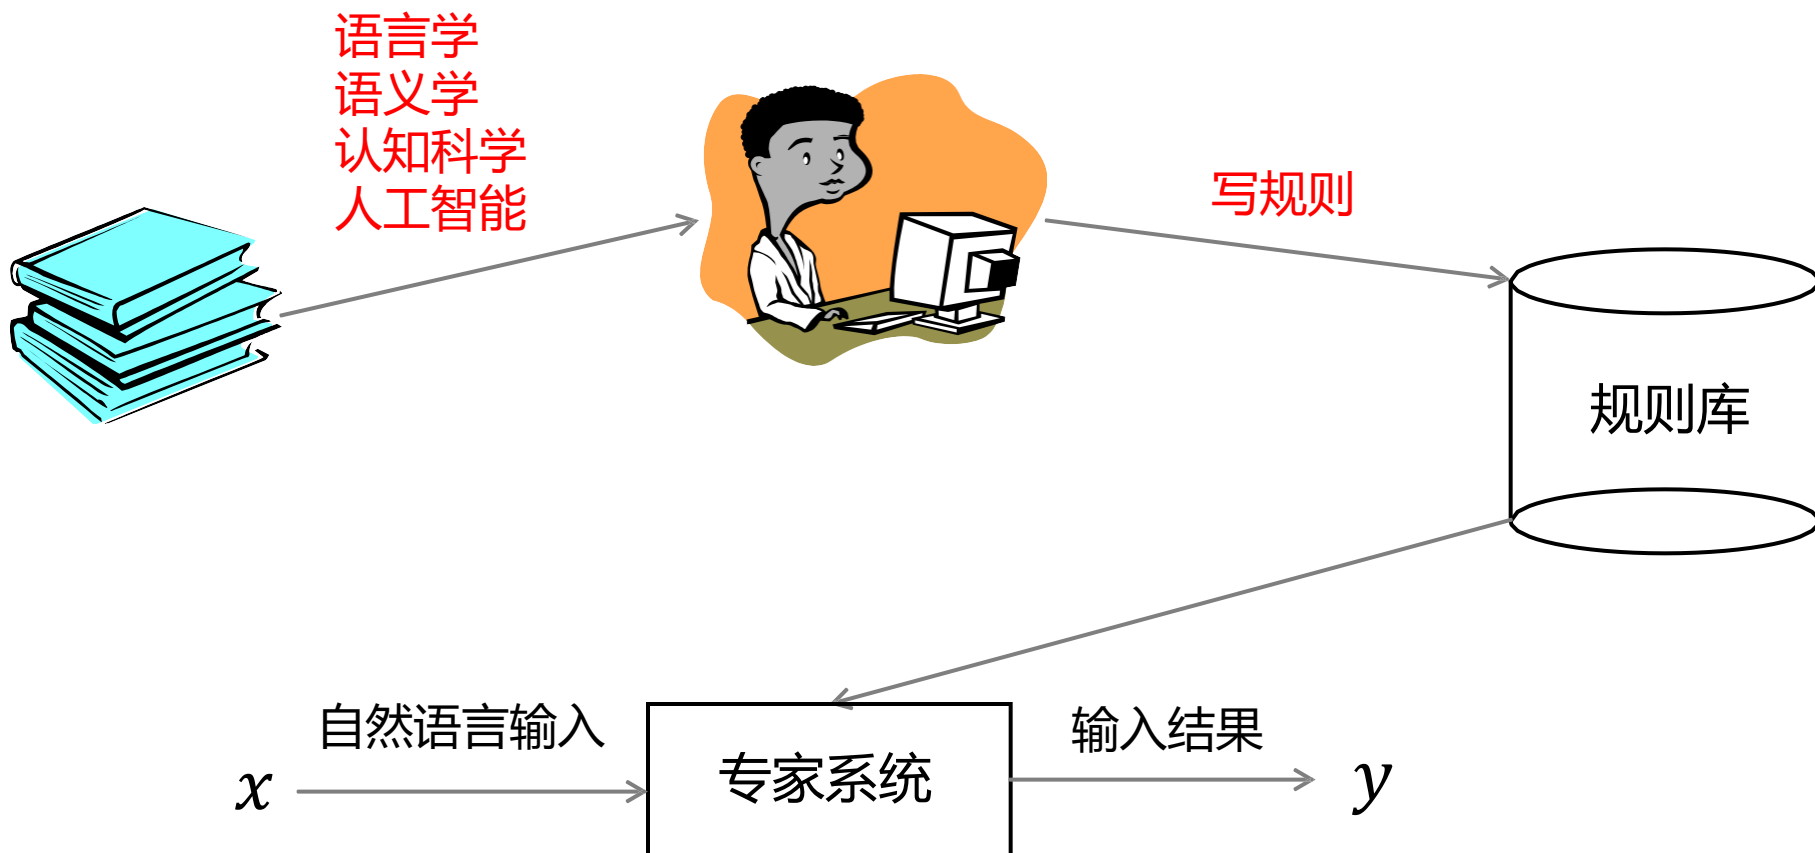 语言学
语义学
认知科学
人工智能
写规则
规则库
自然语言输入
输入结果
x
专家系统
y